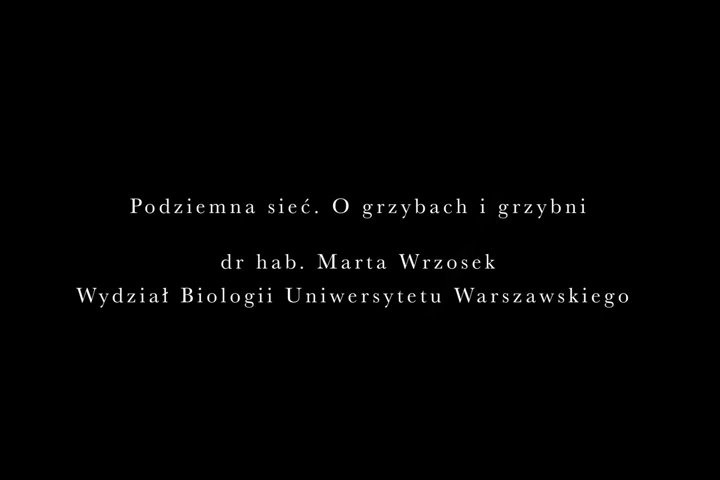 Podziemna sieć. O grzybach i grzybni
dr hab. Marta Wrzosek
Wydział Biologii Uniwersytetu Warszawskiego